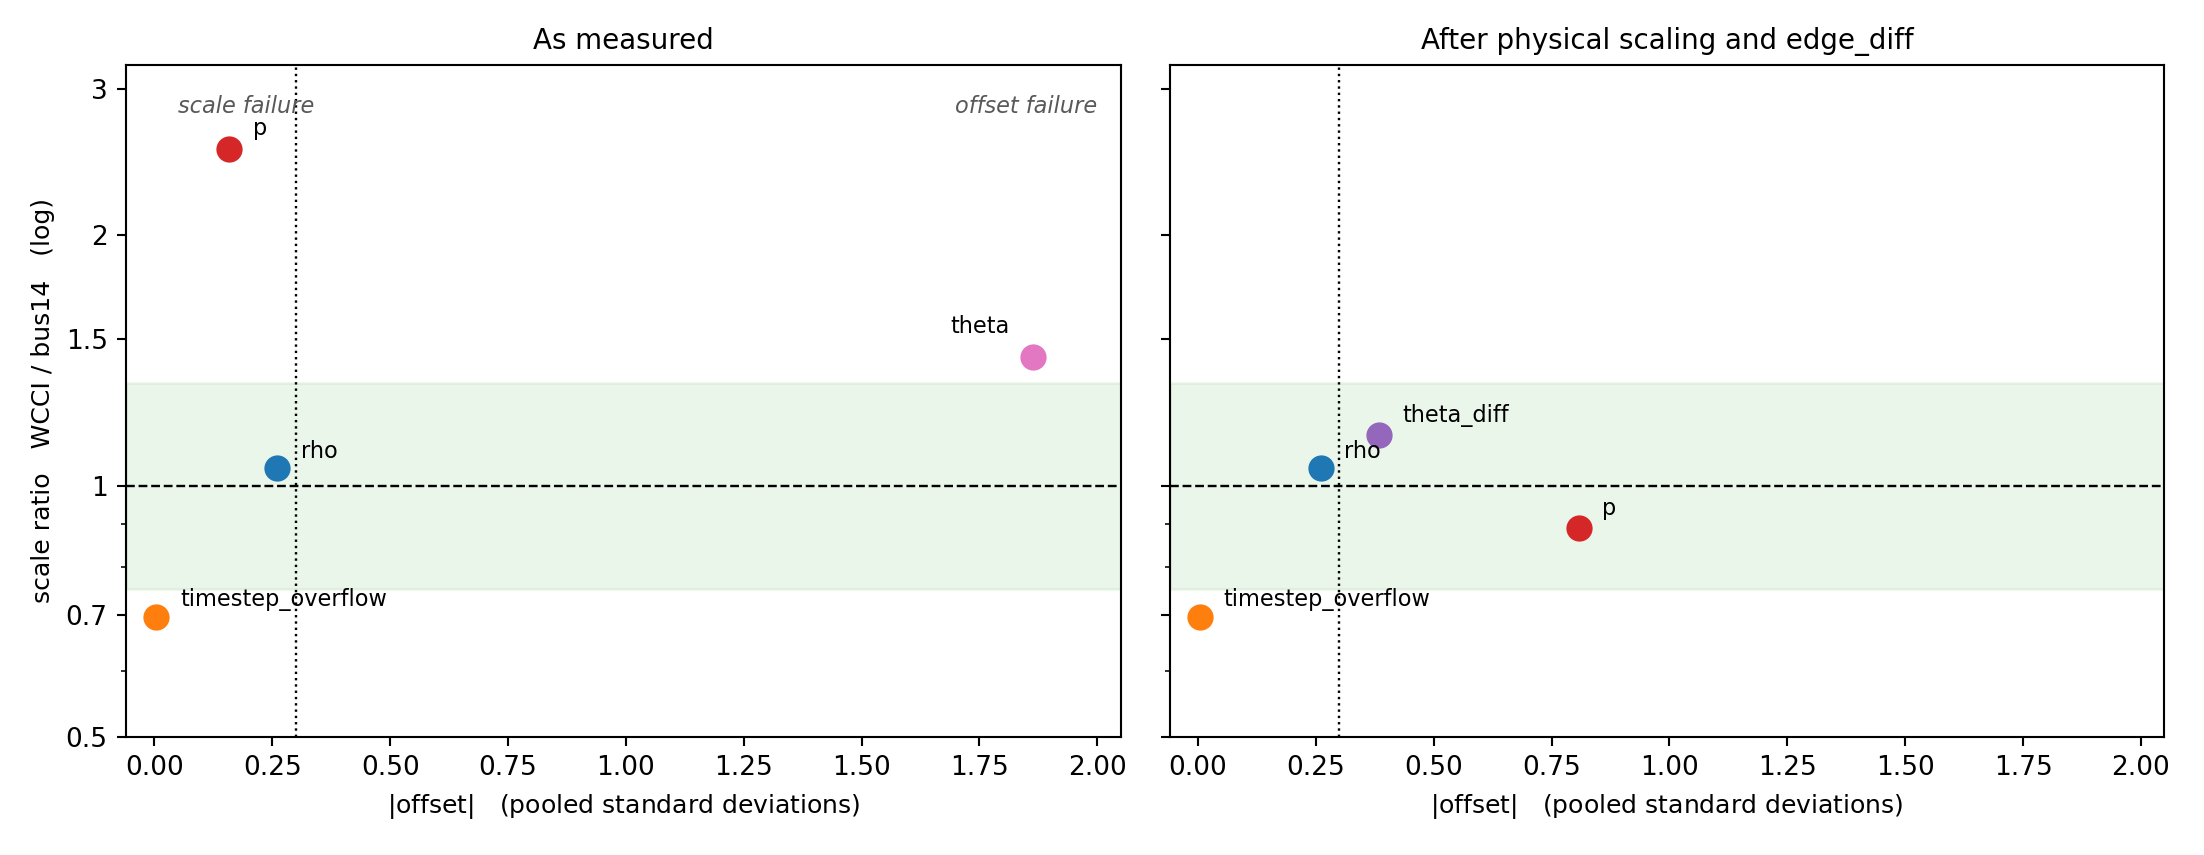 As measured
scale failure
offset failure
p
theta
rho
timestep_overflow
3
2
1.5
1
0.7
0.5
scale ratio   WCCI / bus14   (log)
0.00 0.25 0.50 0.75 1.00 1.25 1.50 1.75 2.00
|offset|   (pooled standard deviations)
After physical scaling and edge_diff
theta_diff
rho
p
timestep_overflow
0.00 0.25 0.50 0.75 1.00 1.25 1.50 1.75 2.00
|offset|   (pooled standard deviations)